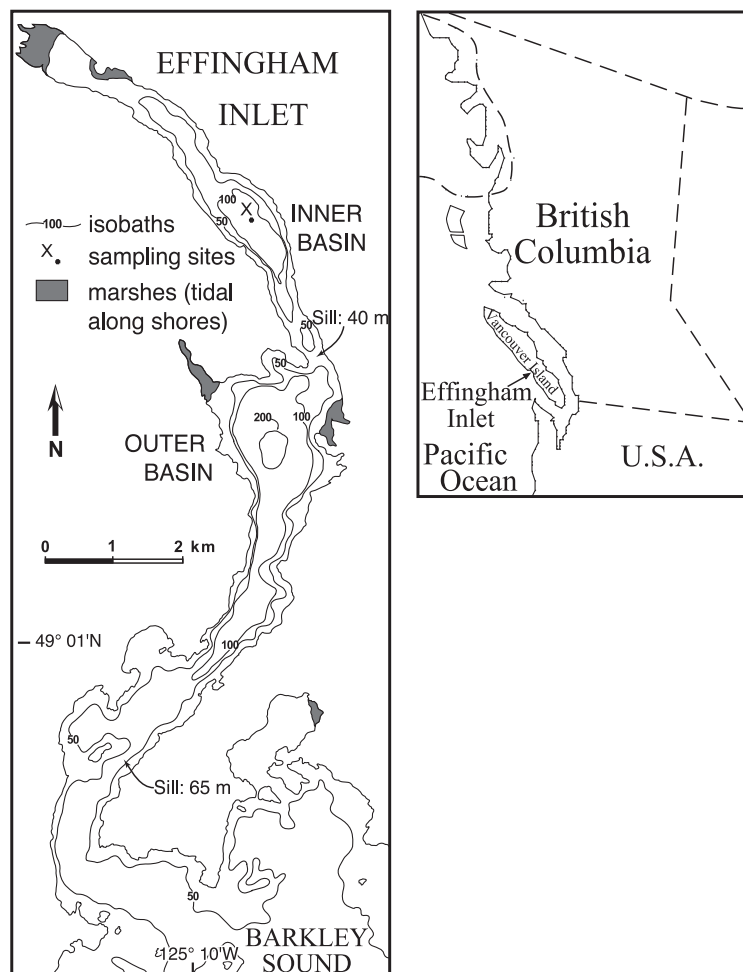 EFFINGHAM
INLET
100
50
INNER
BASIN
100 isobaths
X sampling sites
marshes (tidal
along shores)
50
Sill: 40 m
50
N
200
100
OUTER
BASIN
0 1 2 km
49° 01'N
100
50
Sill: 65 m
50
125° 10'W
BARKLEY
SOUND
British
Columbia
Vancouver Island
Effingham
Inlet
Pacific
Ocean
U.S.A.
X